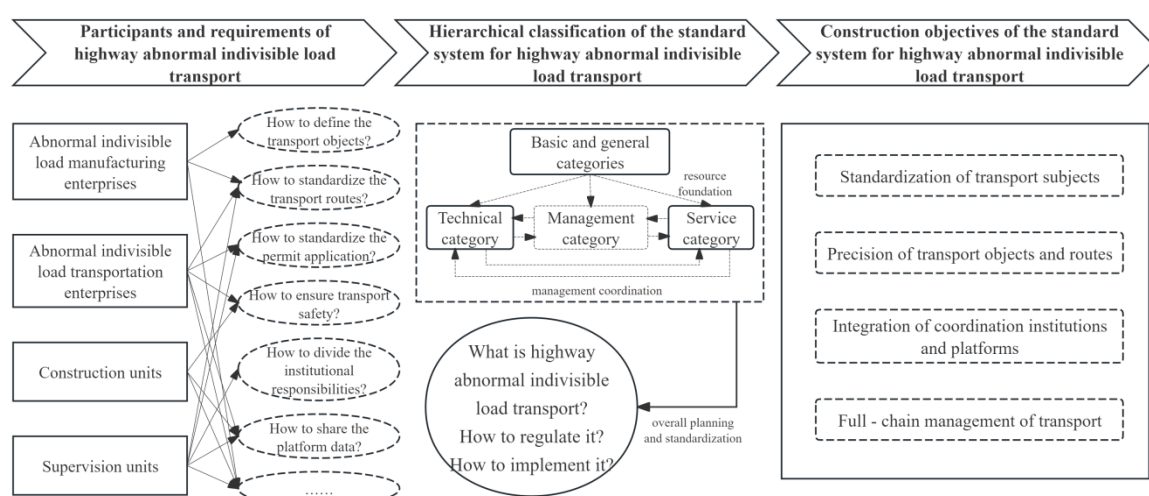 Participants and requirements of
highway abnormal indivisible load
transport
Hierarchical classification of the standard
system for highway abnormal indivisible
load transport
Construction objectives of the standard
system for highway abnormal indivisible
load transport
Abnormal indivisible
load manufacturing
enterprises
Abnormal indivisible
load transportation
enterprises
Construction units
Supervision units
How to define the
transport objects?
How to standardize the
transport routes?
How to standardize the
permit application?
How to ensure transport
safety?
How to divide the
institutional
responsibilities?
How to share the
platform data?
......
Basic and general
categories
resource
foundation
Technical
category
Management
category
Service
category
management coordination
What is highway
abnormal indivisible
load transport?
How to regulate it?
How to implement it?
overall planning
and standardization
Standardization of transport subjects
Precision of transport objects and routes
Integration of coordination institutions
and platforms
Full - chain management of transport